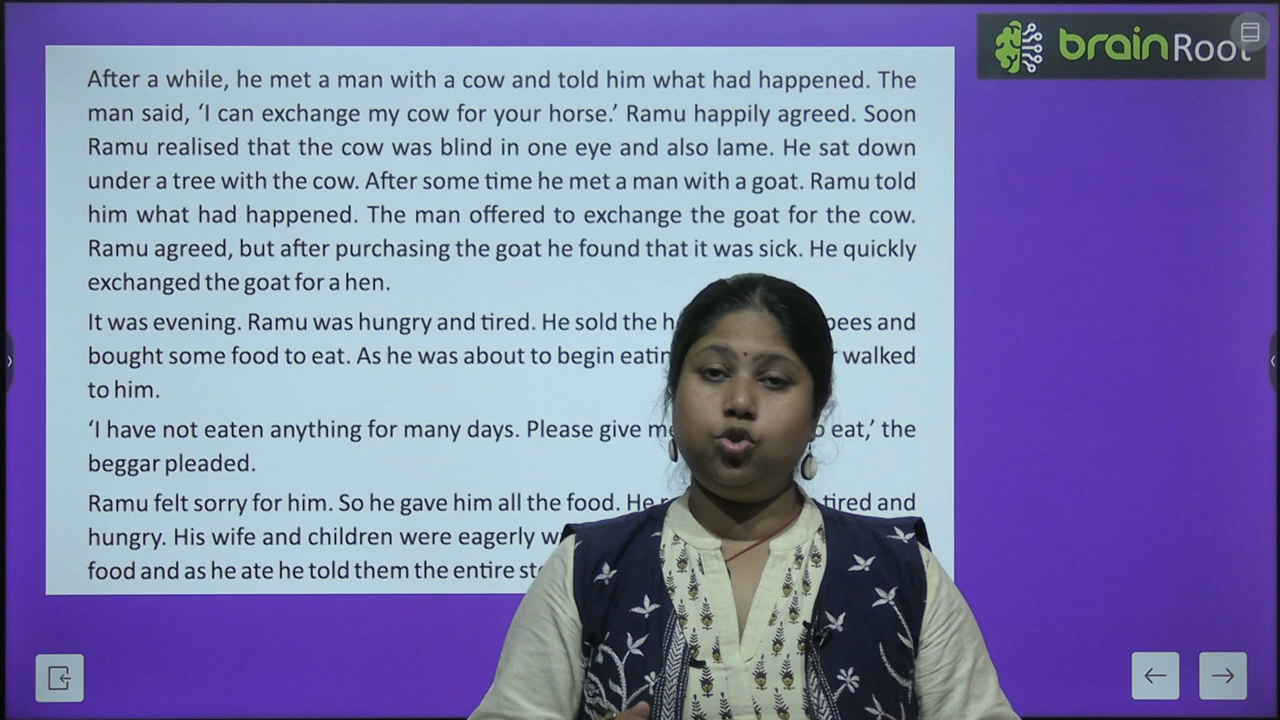 brainRoot
After a while, he met a man with a cow and told him what had happened. The
man said, ‘I can exchange my cow for your horse.’ Ramu happily agreed. Soon
Ramu realised that the cow was blind in one eye and also lame. He sat down
under a tree with the cow. After some time he met a man with a goat. Ramu told
him what had happened. The man offered to exchange the goat for the cow.
Ramu agreed, but after purchasing the goat he found that it was sick. He quickly
exchanged the goat for a hen.
It was evening. Ramu was hungry and tired. He sold the and
bought some food to eat. As he was about to begin walked
to him.
‘I have not eaten anything for many days. Please give eat,’ the
beggar pleaded.
Ramu felt sorry for him. So he gave him all the food. He tired and
hungry. His wife and children were eagerly
food and as he ate he told them the entire